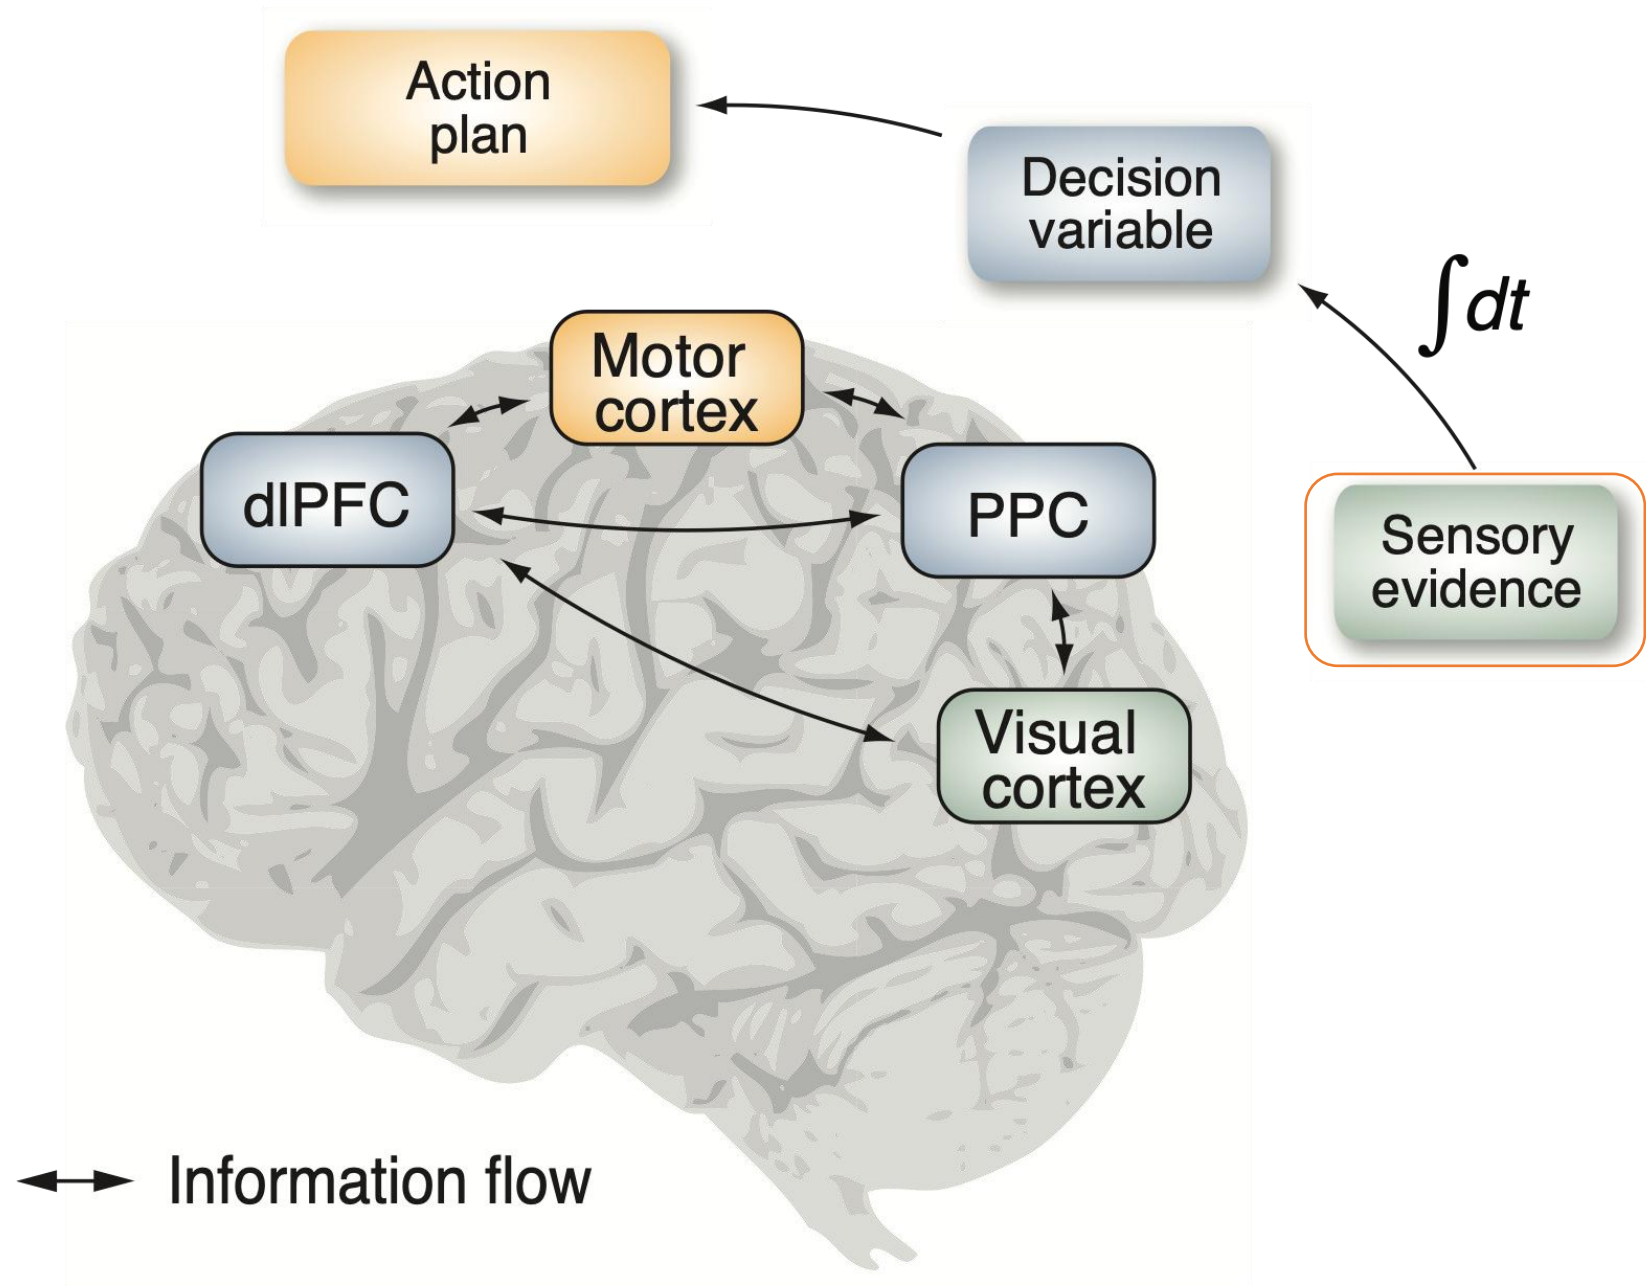 Action
plan
Decision
variable
∫dt
Motor
cortex
dlPFC
PPC
Sensory
evidence
Visual
cortex
Information flow